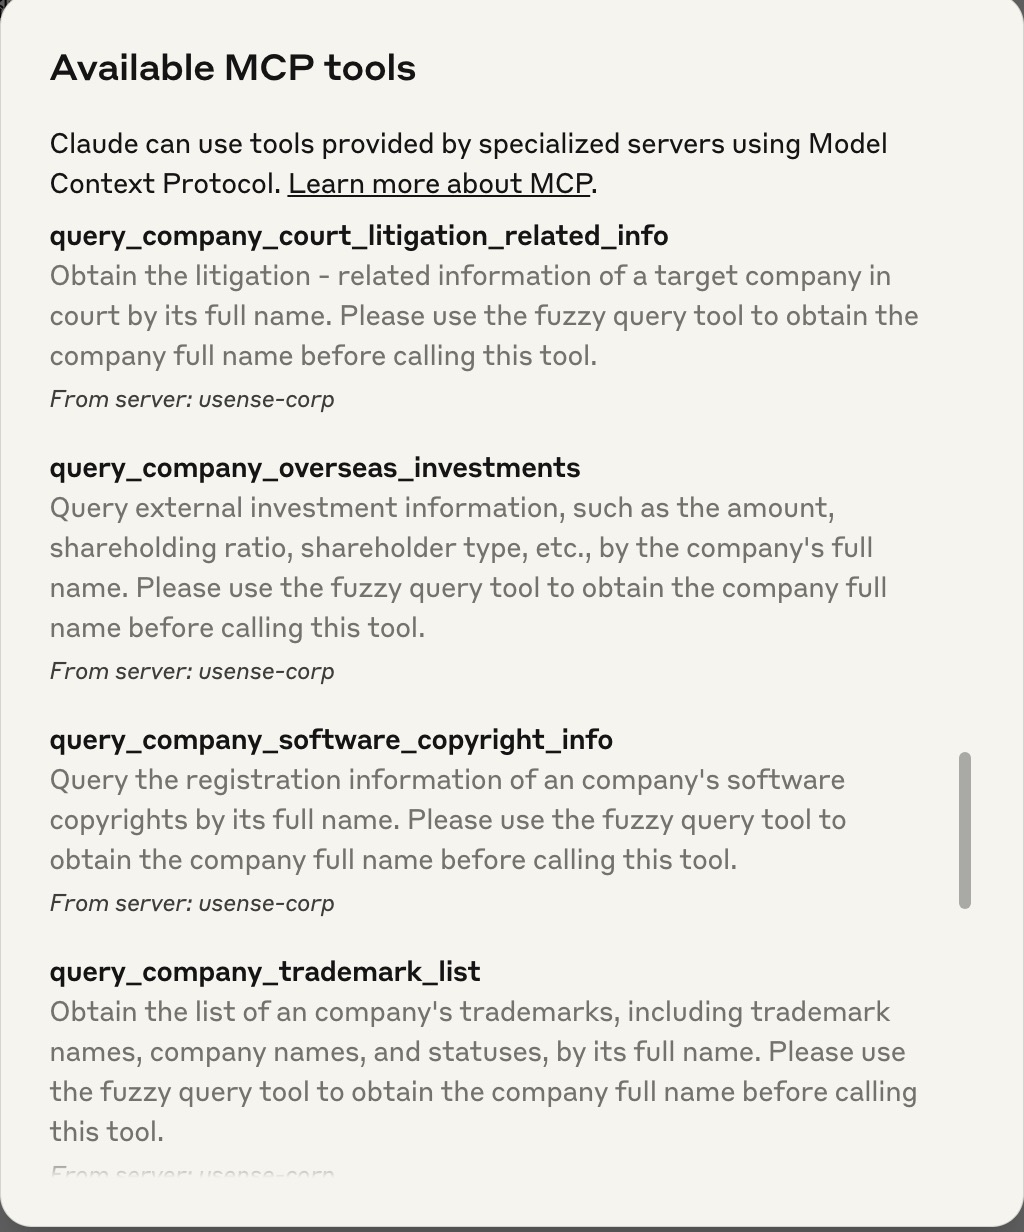 Available MCP tools
Claude can use tools provided by specialized servers using Model
Context Protocol. Learn more about MCP.
query_company_court_litigation_related_info
Obtain the litigation - related information of a target company in
court by its full name. Please use the fuzzy query tool to obtain the
company full name before calling this tool.
From server: usense-corp
query_company_overseas_investments
Query external investment information, such as the amount,
shareholding ratio, shareholder type, etc., by the company's full
name. Please use the fuzzy query tool to obtain the company full
name before calling this tool.
From server: usense-corp
query_company_software_copyright_info
Query the registration information of an company's software
copyrights by its full name. Please use the fuzzy query tool to
obtain the company full name before calling this tool.
From server: usense-corp
query_company_trademark_list
Obtain the list of an company's trademarks, including trademark
names, company names, and statuses, by its full name. Please use
the fuzzy query tool to obtain the company full name before calling
this tool.
From server: usense-corp